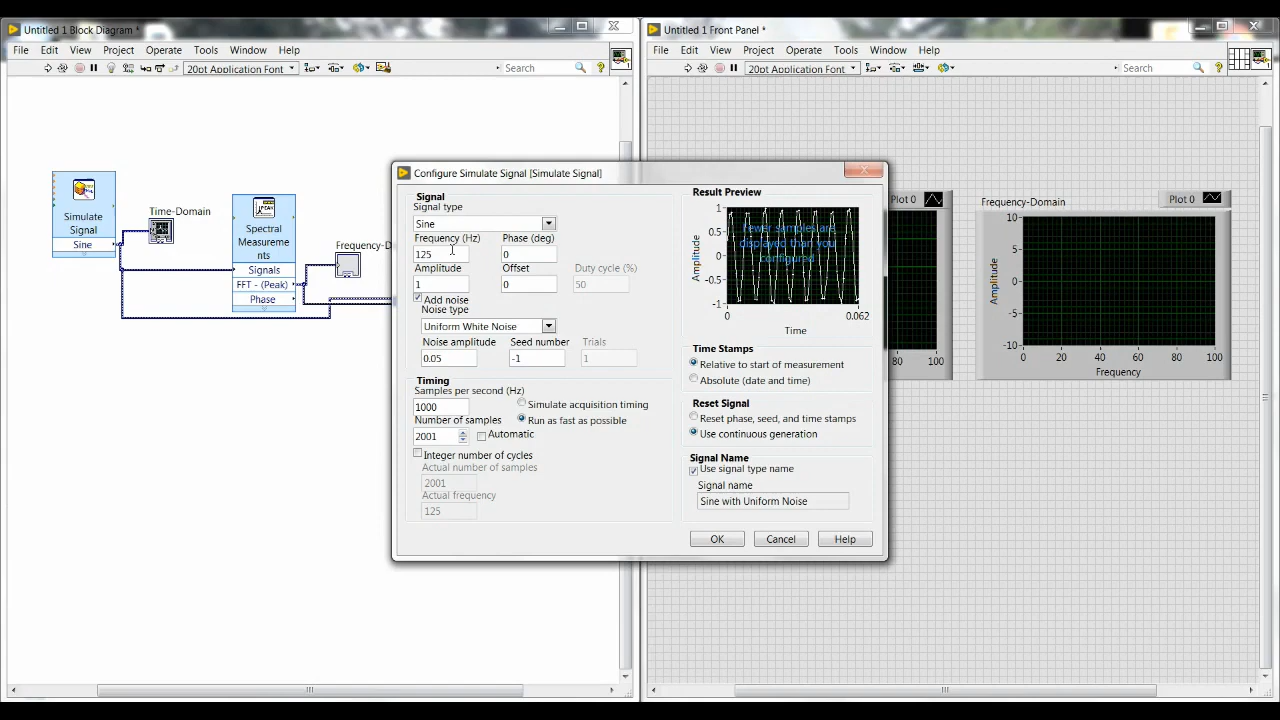 Untitled 1 Block Diagram *
File Edit View Project Operate Tools Window Help
20pt Application Font
Search
Simulate
Signal
Sine
Time-Domain
Spectral
Measureme
nts
Signals
FFT - (Peak)
Phase
Frequency-D
Untitled 1 Front Panel *
File Edit View Project Operate Tools Window Help
20pt Application Font
Search
Plot 0
80 100
Frequency-Domain
Plot 0
Amplitude
10
5
0
-5
-10
0 20 40 60 80 100
Frequency
Configure Simulate Signal [Simulate Signal]
Signal
Signal type
Sine
Frequency (Hz) Phase (deg)
125 0
Amplitude Offset Duty cycle (%)
1 0 50
Add noise
Noise type
Uniform White Noise
Noise amplitude Seed number Trials
0.05 -1 1
Timing
Samples per second (Hz)
1000
Simulate acquisition timing
Number of samples
Run as fast as possible
2001
Automatic
Integer number of cycles
Actual number of samples
2001
Actual frequency
125
Result Preview
Amplitude
1
0.5
0
-0.5
-1
Fewer samples are
displayed than you
configured
0 0.062
Time
Time Stamps
Relative to start of measurement
Absolute (date and time)
Reset Signal
Reset phase, seed, and time stamps
Use continuous generation
Signal Name
Use signal type name
Signal name
Sine with Uniform Noise
OK Cancel Help